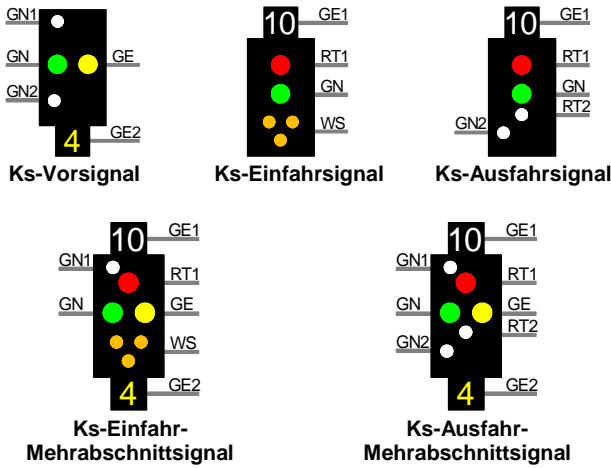 GN1
GN
GN2
GE
GE2
4
Ks-Vorsignal
10
GE1
RT1
GN
WS
Ks-Einfahrsignal
10
GE1
RT1
GN
RT2
GN2
Ks-Ausfahrsignal
10
GE1
GN1
RT1
GN
GE
WS
4
GE2
Ks-Einfahr-
Mehrabschnittsignal
10
GE1
GN1
RT1
GN
GE
RT2
GN2
4
GE2
Ks-Ausfahr-
Mehrabschnittsignal